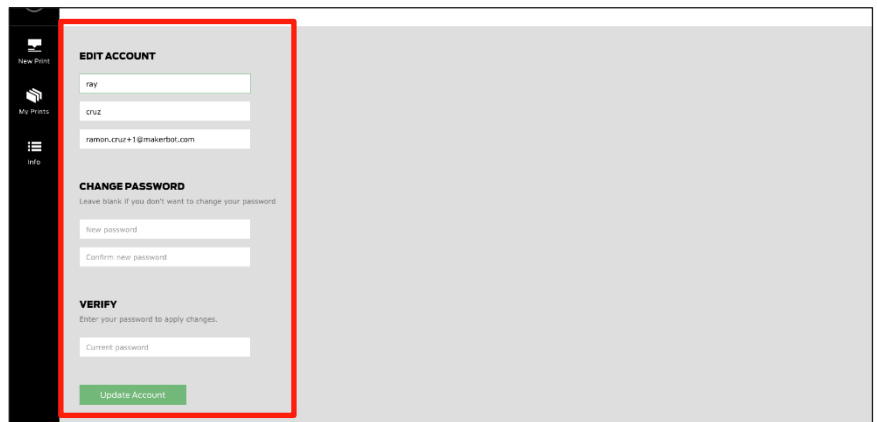 New Print
My Prints
Info
EDIT ACCOUNT
ray
cruz
ramon.cruz+1@makerbot.com
CHANGE PASSWORD
Leave blank if you don't want to change your password
New password
Confirm new password
VERIFY
Enter your password to apply changes.
Current password
Update Account